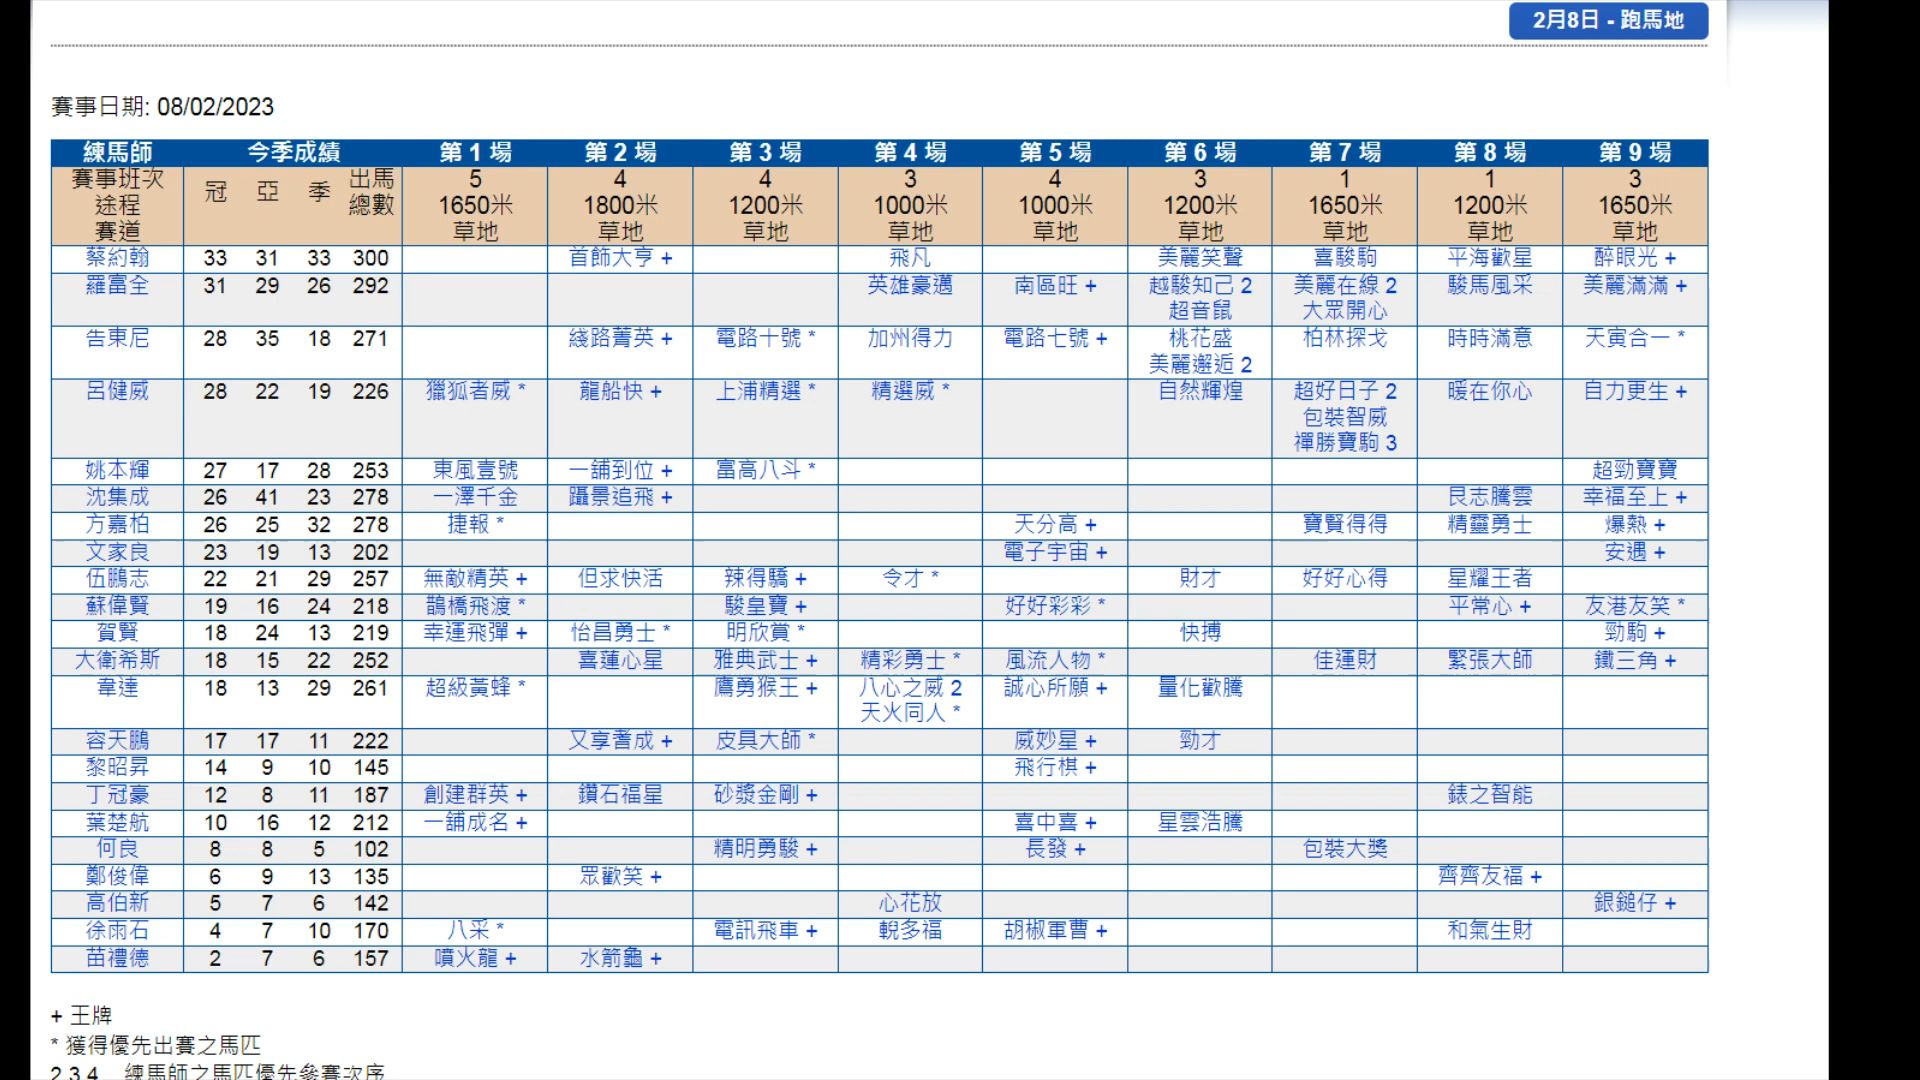 2月8日 - 跑馬地
賽事日期: 08/02/2023
練馬師 今季成績 第 1 場 第 2 場 第 3 場 第 4 場 第 5 場 第 6 場 第 7 場 第 8 場 第 9 場
賽事班次 冠 亞 季 出馬 5 4 4 3 4 3 1 1 3
途程 總數 1650米 1800米 1200米 1000米 1000米 1200米 1650米 1200米 1650米
賽道 草地 草地 草地 草地 草地 草地 草地 草地 草地
蔡約翰 33 31 33 300 首飾大亨 + 飛凡 美麗笑聲 喜駿駒 平海歡星 醉眼光 +
羅富全 31 29 26 292 英雄豪邁 南區旺 + 越駿知己 2 美麗在線 2 駿馬風采 美麗滿滿 +
超音鼠 大眾開心
告東尼 28 35 18 271 綫路菁英 + 電路十號 * 加州得力 電路七號 + 桃花盛 柏林探戈 時時滿意 天寅合一 *
美麗邂逅 2
呂健威 28 22 19 226 獵狐者威 * 龍船快 + 上浦精選 * 精選威 * 自然輝煌 超好日子 2 暖在你心 自力更生 +
包裝智威
禪勝寶駒 3
姚本輝 27 17 28 253 東風壹號 一舖到位 + 富高八斗 * 超勁寶寶
沈集成 26 41 23 278 一澤千金 躡景追飛 + 艮志騰雲 幸福至上 +
方嘉柏 26 25 32 278 捷報 * 天分高 + 寶賢得得 精靈勇士 爆熱 +
文家良 23 19 13 202 電子宇宙 + 安遇 +
伍鵬志 22 21 29 257 無敵精英 + 但求快活 辣得驕 + 令才 * 財才 好好心得 星耀王者
蘇偉賢 19 16 24 218 鵲橋飛渡 * 駿皇寶 + 好好彩彩 * 平常心 + 友港友笑 *
賀賢 18 24 13 219 幸運飛彈 + 怡昌勇士 * 明欣賞 * 快搏 勁駒 +
大衛希斯 18 15 22 252 喜蓮心星 雅典武士 + 精彩勇士 * 風流人物 * 佳運財 緊張大師 鐵三角 +
韋達 18 13 29 261 超級黃蜂 * 鷹勇猴王 + 八心之威 2 誠心所願 + 量化歡騰
天火同人 *
容天鵬 17 17 11 222 又享耆成 + 皮具大師 * 威妙星 + 勁才
黎昭昇 14 9 10 145 飛行棋 +
丁冠豪 12 8 11 187 創建群英 + 鑽石福星 砂漿金剛 + 錶之智能
葉楚航 10 16 12 212 一舖成名 + 喜中喜 + 星雲浩騰
何良 8 8 5 102 精明勇駿 + 長發 + 包裝大獎
鄭俊偉 6 9 13 135 眾歡笑 + 齊齊友福 +
高伯新 5 7 6 142 心花放 銀鎚仔 +
徐雨石 4 7 10 170 八采 * 電訊飛車 + 輗多福 胡椒軍曹 + 和氣生財
苗禮德 2 7 6 157 噴火龍 + 水箭龜 +
+ 王牌
* 獲得優先出賽之馬匹
2,3,4... 練馬師之馬匹優先參賽次序